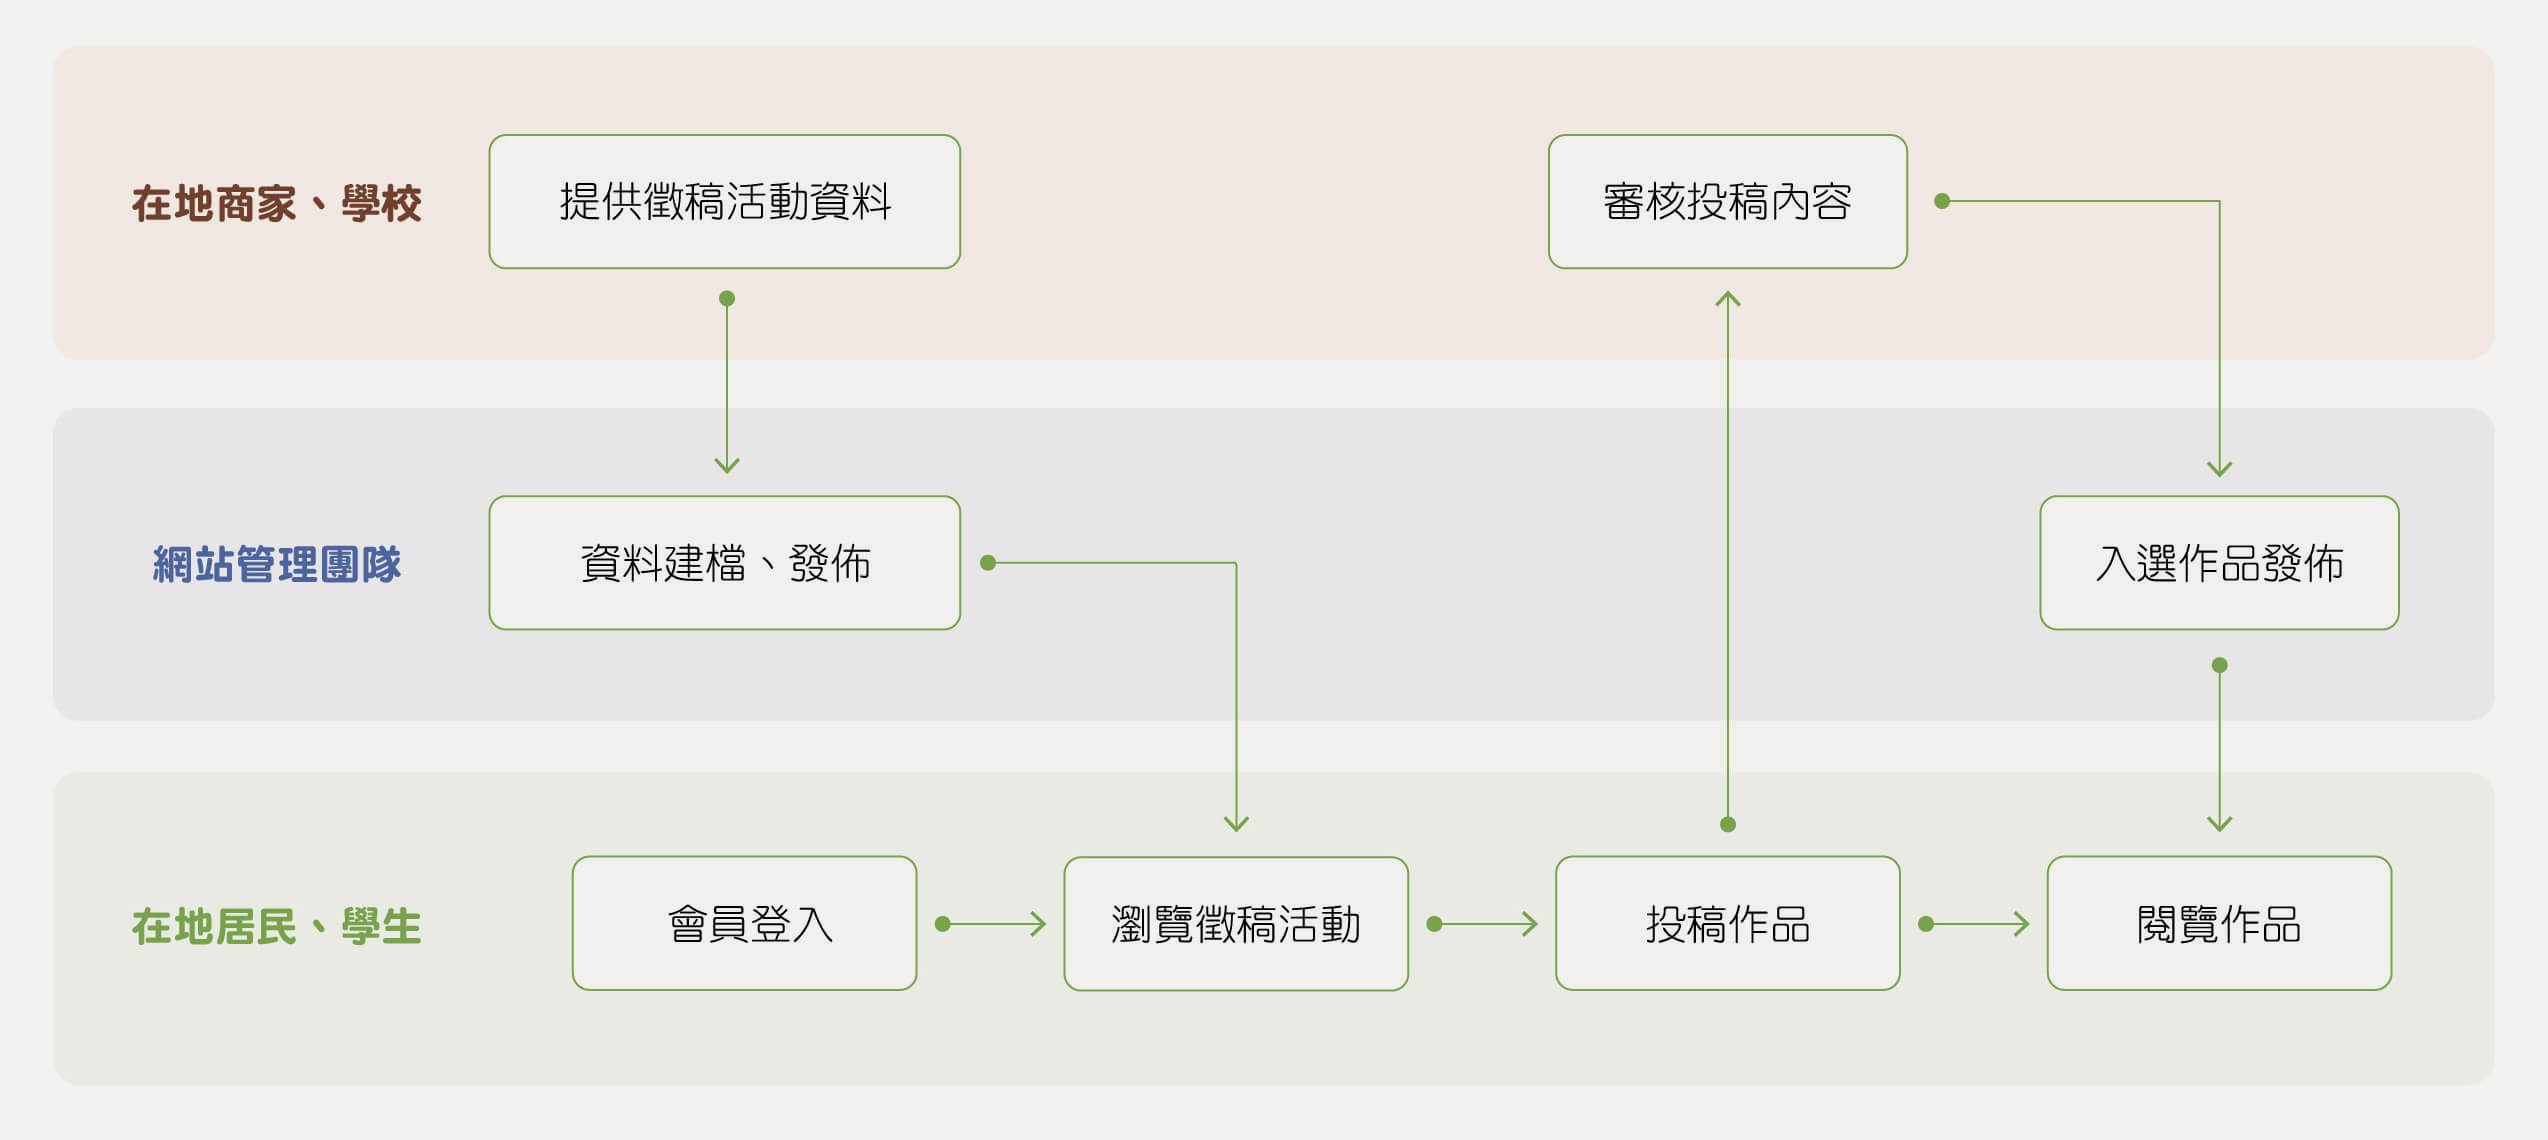 在地商家、學校
提供徵稿活動資料
審核投稿內容
網站管理團隊
資料建檔、發佈
入選作品發佈
在地居民、學生
會員登入
瀏覽徵稿活動
投稿作品
閱覽作品